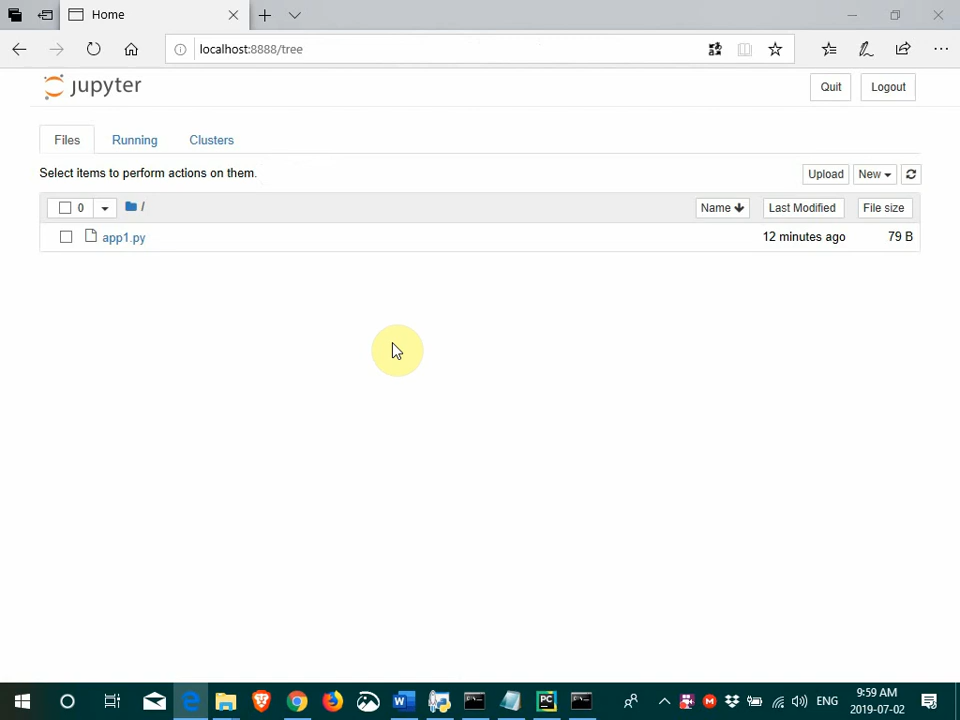 Home
localhost:8888/tree
jupyter
Quit
Logout
Files
Running
Clusters
Select items to perform actions on them.
Upload
New
0
/
Name
Last Modified
File size
app1.py
12 minutes ago
79 B
ENG
9:59 AM
2019-07-02